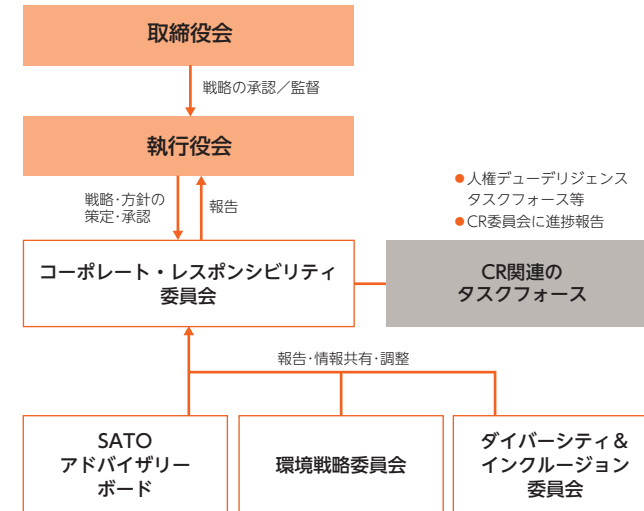 取締役会
戦略の承認／監督
執行役会
戦略・方針の
策定・承認
報告
●人権デューデリジェンス
タスクフォース等
●CR委員会に進捗報告
コーポレート・レスポンシビリティ
委員会
CR関連の
タスクフォース
報告・情報共有・調整
SATO
アドバイザリー
ボード
環境戦略委員会
ダイバーシティ＆
インクルージョン
委員会